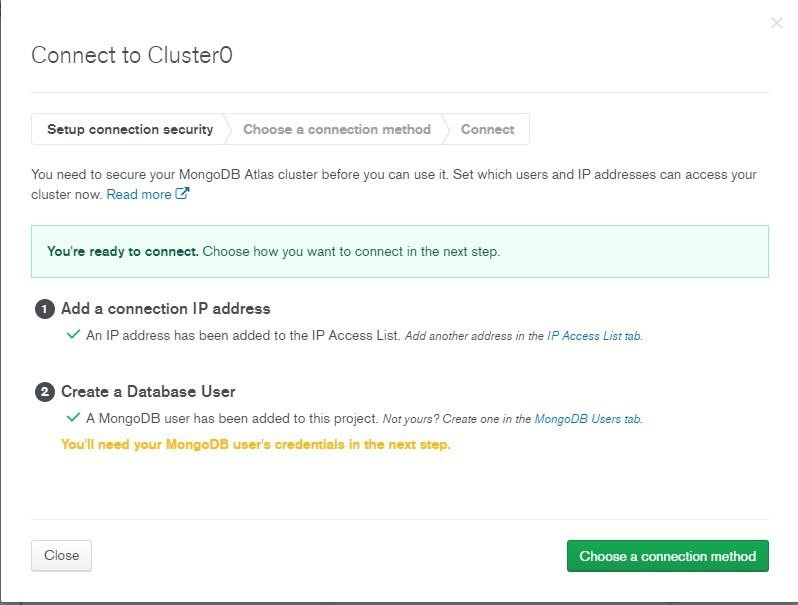 Connect to Cluster0
Setup connection security Choose a connection method Connect
You need to secure your MongoDB Atlas cluster before you can use it. Set which users and IP addresses can access your
cluster now. Read more
You're ready to connect. Choose how you want to connect in the next step.
1 Add a connection IP address
An IP address has been added to the IP Access List. Add another address in the IP Access List tab.
2 Create a Database User
A MongoDB user has been added to this project. Not yours? Create one in the MongoDB Users tab.
You'll need your MongoDB user's credentials in the next step.
Close Choose a connection method